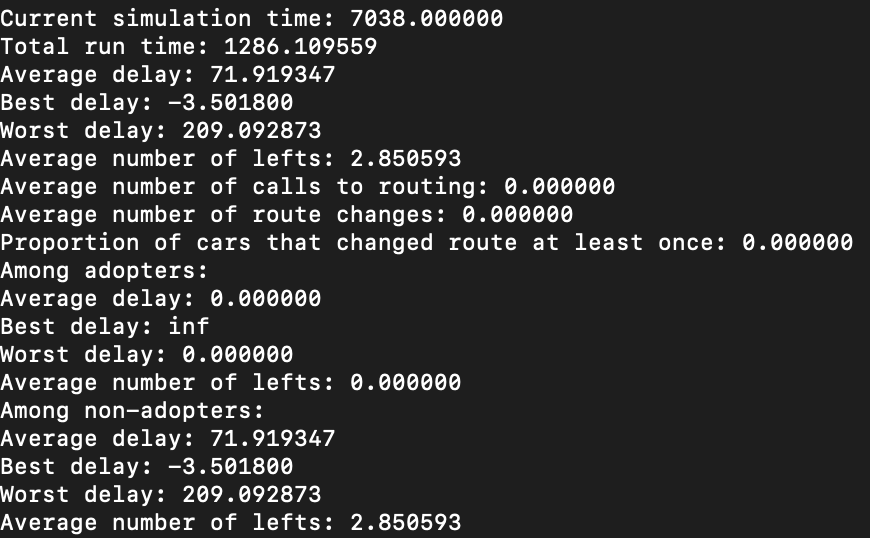 Current simulation time: 7038.000000
Total run time: 1286.109559
Average delay: 71.919347
Best delay: -3.501800
Worst delay: 209.092873
Average number of lefts: 2.850593
Average number of calls to routing: 0.000000
Average number of route changes: 0.000000
Proportion of cars that changed route at least once: 0.000000
Among adopters:
Average delay: 0.000000
Best delay: inf
Worst delay: 0.000000
Average number of lefts: 0.000000
Among non-adopters:
Average delay: 71.919347
Best delay: -3.501800
Worst delay: 209.092873
Average number of lefts: 2.850593